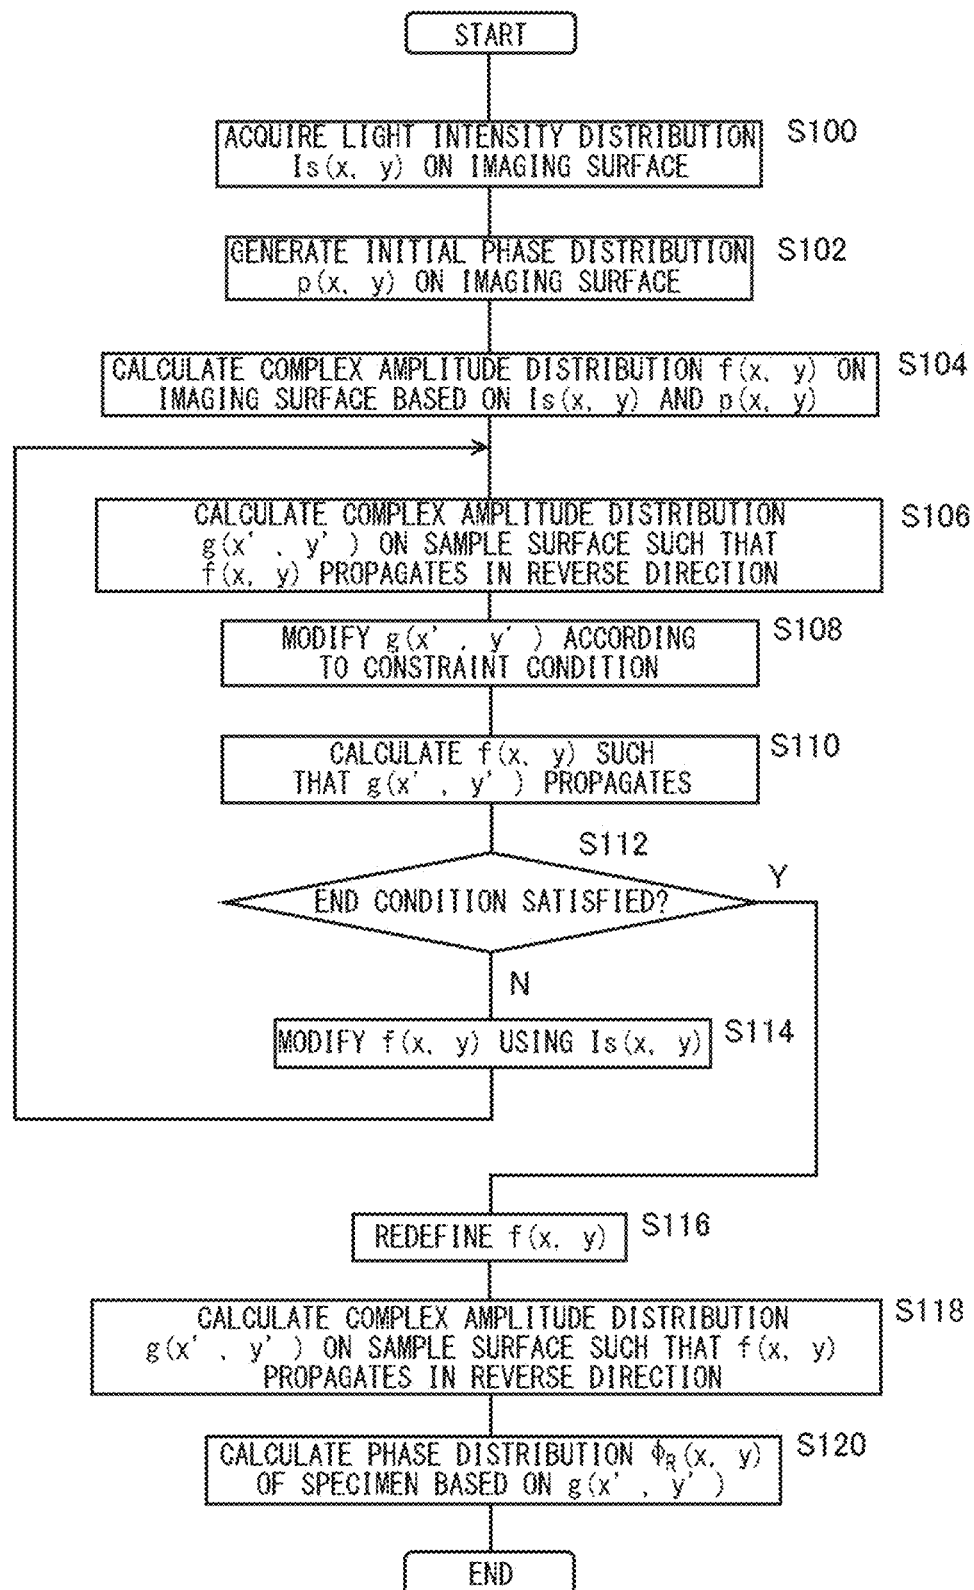 START
S100
ACQUIRE LIGHT INTENSITY DISTRIBUTION
Is(x, y) ON IMAGING SURFACE
S102
GENERATE INITIAL PHASE DISTRIBUTION
p(x, y) ON IMAGING SURFACE
S104
CALCULATE COMPLEX AMPLITUDE DISTRIBUTION f(x, y) ON
IMAGING SURFACE BASED ON Is(x, y) AND p(x, y)
S106
CALCULATE COMPLEX AMPLITUDE DISTRIBUTION
g(x' , y' ) ON SAMPLE SURFACE SUCH THAT
f(x, y) PROPAGATES IN REVERSE DIRECTION
S108
MODIFY g(x' , y' ) ACCORDING
TO CONSTRAINT CONDITION
S110
CALCULATE f(x, y) SUCH
THAT g(x' , y' ) PROPAGATES
S112
END CONDITION SATISFIED?
Y
N
S114
MODIFY f(x, y) USING Is(x, y)
S116
REDEFINE f(x, y)
S118
CALCULATE COMPLEX AMPLITUDE DISTRIBUTION
g(x' , y' ) ON SAMPLE SURFACE SUCH THAT f(x, y)
PROPAGATES IN REVERSE DIRECTION
S120
CALCULATE PHASE DISTRIBUTION ϕR(x, y)
OF SPECIMEN BASED ON g(x' , y' )
END